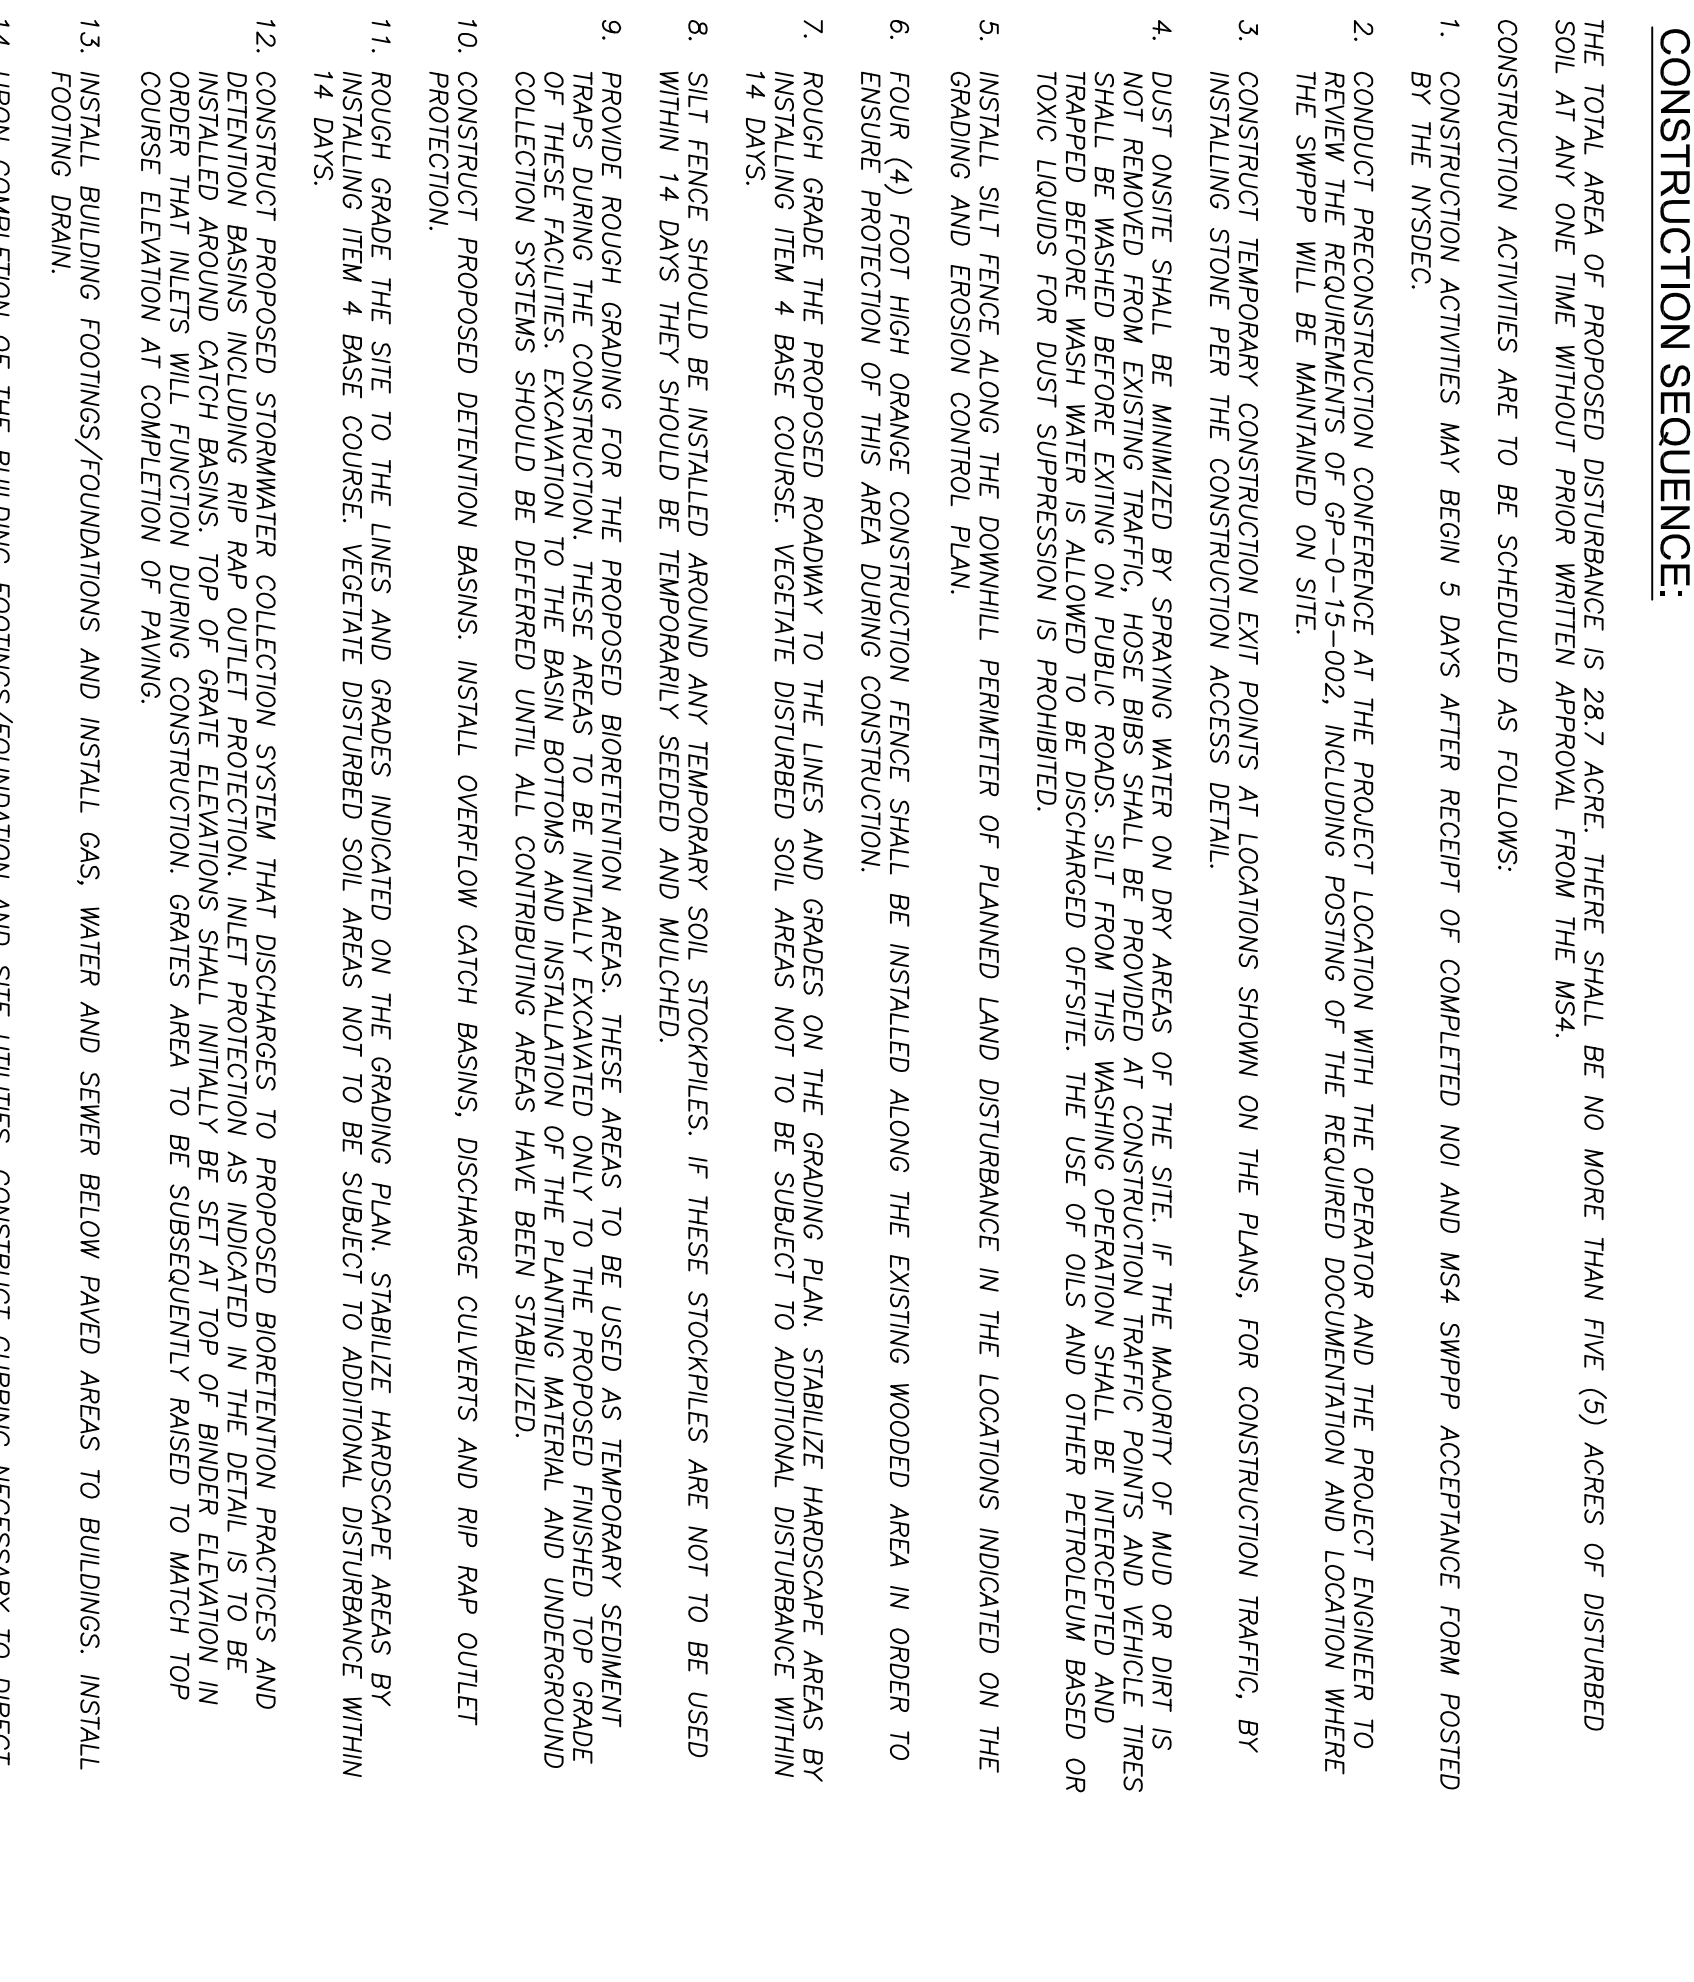 CONSTRUCTION SEQUENCE:
THE TOTAL AREA OF PROPOSED DISTURBANCE IS 28.7 ACRE. THERE SHALL BE NO MORE THAN FIVE (5) ACRES OF DISTURBED
SOIL AT ANY ONE TIME WITHOUT PRIOR WRITTEN APPROVAL FROM THE MS4.
CONSTRUCTION ACTIVITIES ARE TO BE SCHEDULED AS FOLLOWS:
1. CONSTRUCTION ACTIVITIES MAY BEGIN 5 DAYS AFTER RECEIPT OF COMPLETED NOI AND MS4 SWPPP ACCEPTANCE FORM POSTED
BY THE NYSDEC.
2. CONDUCT PRECONSTRUCTION CONFERENCE AT THE PROJECT LOCATION WITH THE OPERATOR AND THE PROJECT ENGINEER TO
REVIEW THE REQUIREMENTS OF GP-0-15-002, INCLUDING POSTING OF THE REQUIRED DOCUMENTATION AND LOCATION WHERE
THE SWPPP WILL BE MAINTAINED ON SITE.
3. CONSTRUCT TEMPORARY CONSTRUCTION EXIT POINTS AT LOCATIONS SHOWN ON THE PLANS, FOR CONSTRUCTION TRAFFIC, BY
INSTALLING STONE PER THE CONSTRUCTION ACCESS DETAIL.
4. DUST ONSITE SHALL BE MINIMIZED BY SPRAYING WATER ON DRY AREAS OF THE SITE. IF THE MAJORITY OF MUD OR DIRT IS
NOT REMOVED FROM EXISTING TRAFFIC, HOSE BIBS SHALL BE PROVIDED AT CONSTRUCTION TRAFFIC POINTS AND VEHICLE TIRES
SHALL BE WASHED BEFORE EXITING ON PUBLIC ROADS. SILT FROM THIS WASHING OPERATION SHALL BE INTERCEPTED AND
TRAPPED BEFORE WASH WATER IS ALLOWED TO BE DISCHARGED OFFSITE. THE USE OF OILS AND OTHER PETROLEUM BASED OR
TOXIC LIQUIDS FOR DUST SUPPRESSION IS PROHIBITED.
5. INSTALL SILT FENCE ALONG THE DOWNHILL PERIMETER OF PLANNED LAND DISTURBANCE IN THE LOCATIONS INDICATED ON THE
GRADING AND EROSION CONTROL PLAN.
6. FOUR (4) FOOT HIGH ORANGE CONSTRUCTION FENCE SHALL BE INSTALLED ALONG THE EXISTING WOODED AREA IN ORDER TO
ENSURE PROTECTION OF THIS AREA DURING CONSTRUCTION.
7. ROUGH GRADE THE PROPOSED ROADWAY TO THE LINES AND GRADES ON THE GRADING PLAN. STABILIZE HARDSCAPE AREAS BY
INSTALLING ITEM 4 BASE COURSE. VEGETATE DISTURBED SOIL AREAS NOT TO BE SUBJECT TO ADDITIONAL DISTURBANCE WITHIN
14 DAYS.
8. SILT FENCE SHOULD BE INSTALLED AROUND ANY TEMPORARY SOIL STOCKPILES. IF THESE STOCKPILES ARE NOT TO BE USED
WITHIN 14 DAYS THEY SHOULD BE TEMPORARILY SEEDED AND MULCHED.
9. PROVIDE ROUGH GRADING FOR THE PROPOSED BIORETENTION AREAS. THESE AREAS TO BE USED AS TEMPORARY SEDIMENT
TRAPS DURING THE CONSTRUCTION. THESE AREAS TO BE INITIALLY EXCAVATED ONLY TO THE PROPOSED FINISHED TOP GRADE
OF THESE FACILITIES. EXCAVATION TO THE BASIN BOTTOMS AND INSTALLATION OF THE PLANTING MATERIAL AND UNDERGROUND
COLLECTION SYSTEMS SHOULD BE DEFERRED UNTIL ALL CONTRIBUTING AREAS HAVE BEEN STABILIZED.
10. CONSTRUCT PROPOSED DETENTION BASINS. INSTALL OVERFLOW CATCH BASINS, DISCHARGE CULVERTS AND RIP RAP OUTLET
PROTECTION.
11. ROUGH GRADE THE SITE TO THE LINES AND GRADES INDICATED ON THE GRADING PLAN. STABILIZE HARDSCAPE AREAS BY
INSTALLING ITEM 4 BASE COURSE. VEGETATE DISTURBED SOIL AREAS NOT TO BE SUBJECT TO ADDITIONAL DISTURBANCE WITHIN
14 DAYS.
12. CONSTRUCT PROPOSED STORMWATER COLLECTION SYSTEM THAT DISCHARGES TO PROPOSED BIORETENTION PRACTICES AND
DETENTION BASINS INCLUDING RIP RAP OUTLET PROTECTION. INLET PROTECTION AS INDICATED IN THE DETAIL IS TO BE
INSTALLED AROUND CATCH BASINS. TOP OF GRATE ELEVATIONS SHALL INITIALLY BE SET AT TOP OF BINDER ELEVATION IN
ORDER THAT INLETS WILL FUNCTION DURING CONSTRUCTION. GRATES AREA TO BE SUBSEQUENTLY RAISED TO MATCH TOP
COURSE ELEVATION AT COMPLETION OF PAVING.
13. INSTALL BUILDING FOOTINGS/FOUNDATIONS AND INSTALL GAS, WATER AND SEWER BELOW PAVED AREAS TO BUILDINGS. INSTALL
FOOTING DRAIN.
14. UPON COMPLETION OF THE BUILDING FOOTINGS/FOUNDATION AND SITE UTILITIES, CONSTRUCT CURBING NECESSARY TO DIRECT